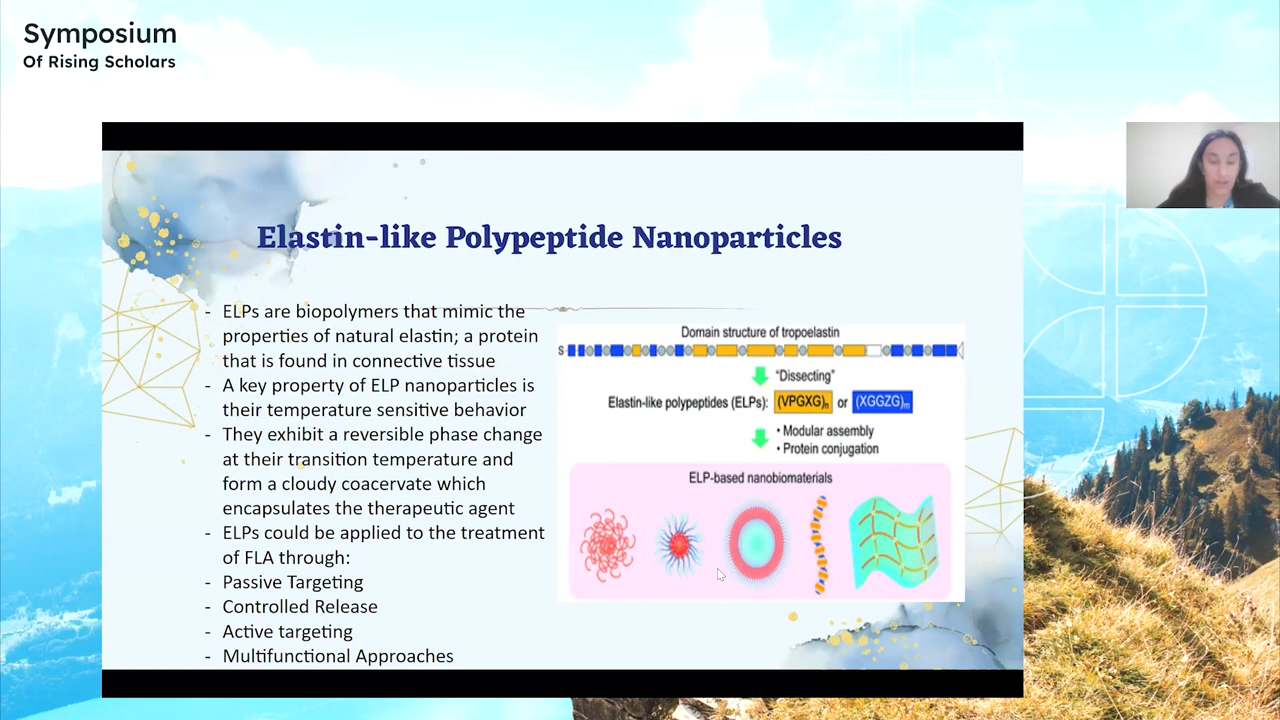 Symposium
Of Rising Scholars
Elastin-like Polypeptide Nanoparticles
- ELPs are biopolymers that mimic the
properties of natural elastin; a protein
that is found in connective tissue
- A key property of ELP nanoparticles is
their temperature sensitive behavior
- They exhibit a reversible phase change
at their transition temperature and
form a cloudy coacervate which
encapsulates the therapeutic agent
- ELPs could be applied to the treatment
of FLA through:
- Passive Targeting
- Controlled Release
- Active targeting
- Multifunctional Approaches
Domain structure of tropoelastin
S
"Dissecting"
Elastin-like polypeptides (ELPs): (VPGXG)n or (XGGZG)m
• Modular assembly
• Protein conjugation
ELP-based nanobiomaterials